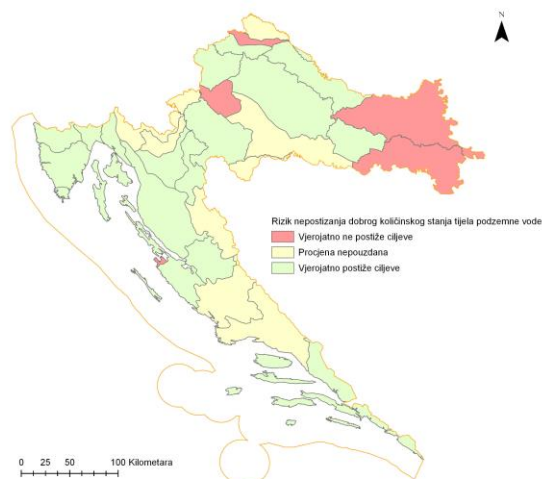 N
Rizik nepostizanja dobrog količinskog stanja tijela podzemne vode
Vjerojatno ne postiže ciljeve
Procjena nepouzdana
Vjerojatno postiže ciljeve
0 25 50 100 Kilometara